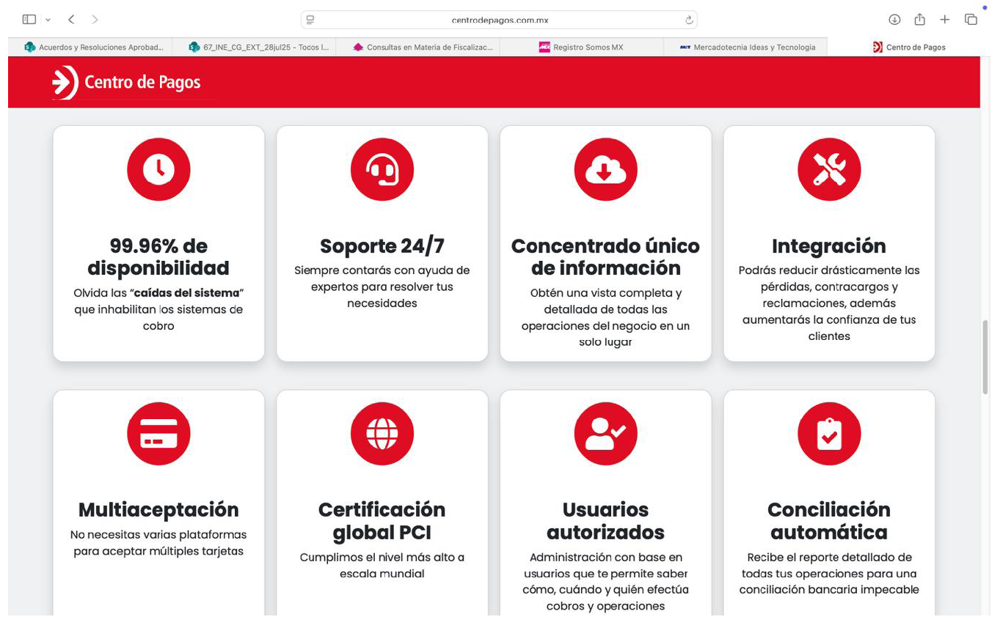 centrodepagos.com.mx
Acuerdos y Resoluciones Aprobad...
67_INE_CG_EXT_28jul25 - Todos l...
Consultas en Materia de Fiscalizac...
Registro Somos MX
Mercadotecnia Ideas y Tecnologia
Centro de Pagos
Centro de Pagos
99.96% de
disponibilidad
Olvida las “caídas del sistema”
que inhabilitan los sistemas de
cobro
Soporte 24/7
Siempre contarás con ayuda de
expertos para resolver tus
necesidades
Concentrado único
de información
Obtén una vista completa y
detallada de todas las
operaciones del negocio en un
solo lugar
Integración
Podrás reducir drásticamente las
pérdidas, contracargos y
reclamaciones, además
aumentarás la confianza de tus
clientes
Multiaceptación
No necesitas varias plataformas
para aceptar múltiples tarjetas
Certificación
global PCI
Cumplimos el nivel más alto a
escala mundial
Usuarios
autorizados
Administración con base en
usuarios que te permite saber
cómo, cuándo y quién efectúa
cobros y operaciones
Conciliación
automática
Recibe el reporte detallado de
todas tus operaciones para una
conciliación bancaria impecable